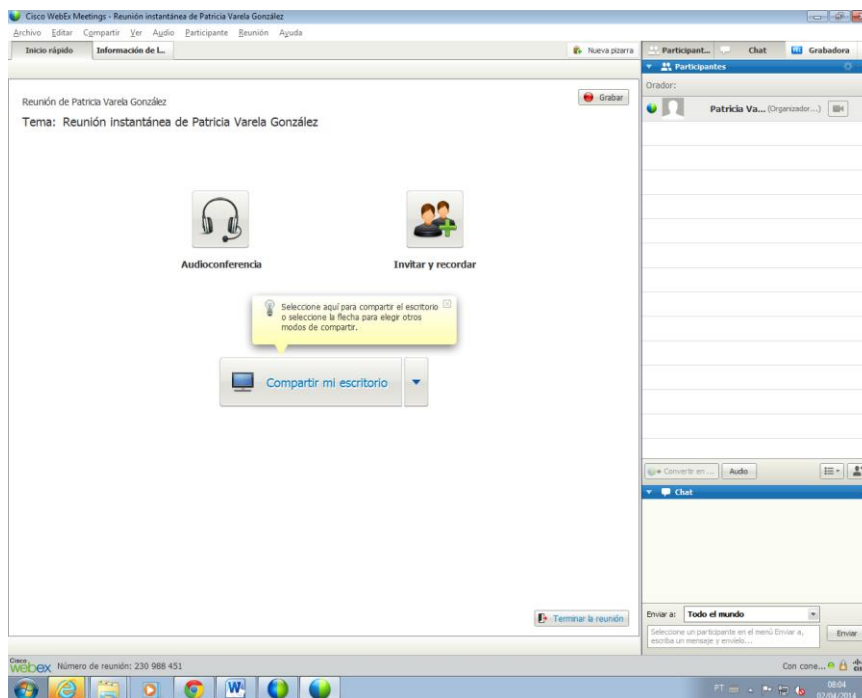 Cisco WebEx Meetings - Reunión instantánea de Patricia Varela González
Archivo Editar Compartir Ver Audio Participante Reunión Ayuda
Inicio rápido
Información de l...
Nueva pizarra
Reunión de Patricia Varela González
Grabar
Tema: Reunión instantánea de Patricia Varela González
Audioconferencia
Invitar y recordar
Seleccione aquí para compartir el escritorio
o seleccione la flecha para elegir otros
modos de compartir.
Compartir mi escritorio
Terminar la reunión
Participant...
Chat
Grabadora
Participantes
Orador:
Patricia Va... (Organizador...)
Convertir en ...
Audio
Chat
Enviar a: Todo el mundo
Seleccione un participante en el menú Enviar a,
escriba un mensaje y envíelo...
Enviar
Cisco
webex
Número de reunión: 230 988 451
Con cone...
PT
08:04
02/04/2014